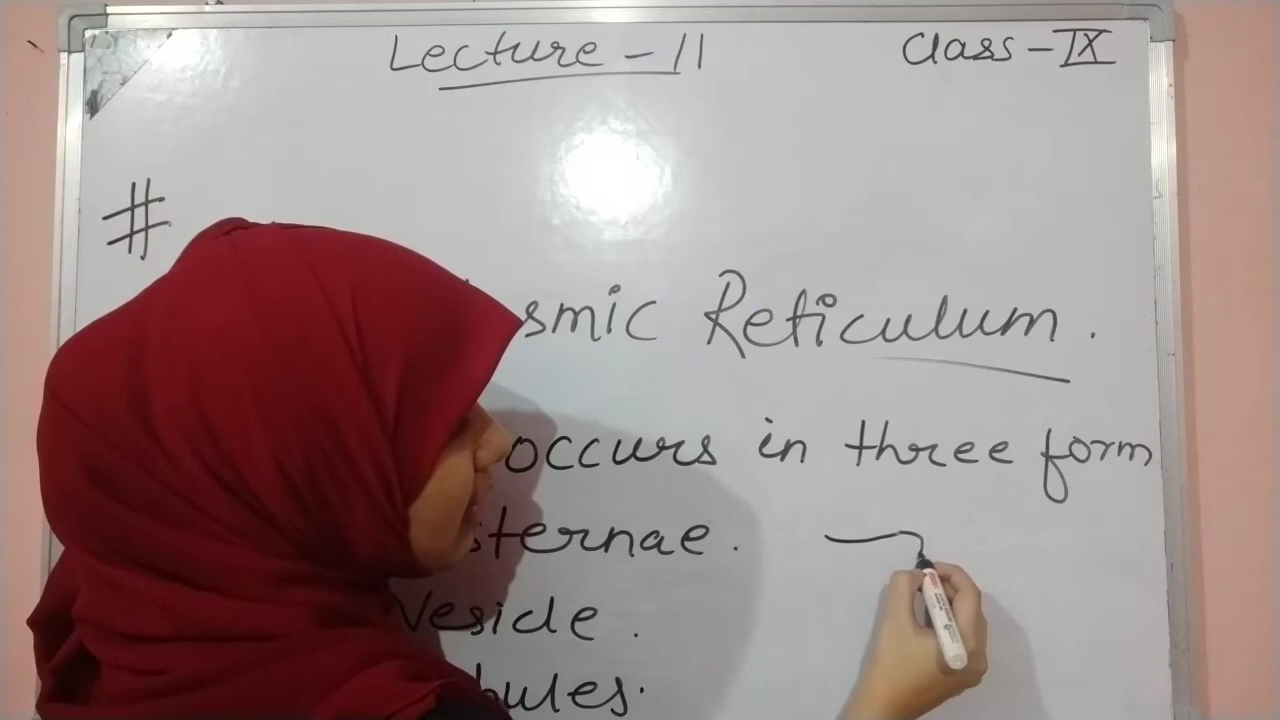 Lecture - 11
Class - IX
#
smic Reticulum.
occurs in three form
sternae.
Vesicle.
bules.